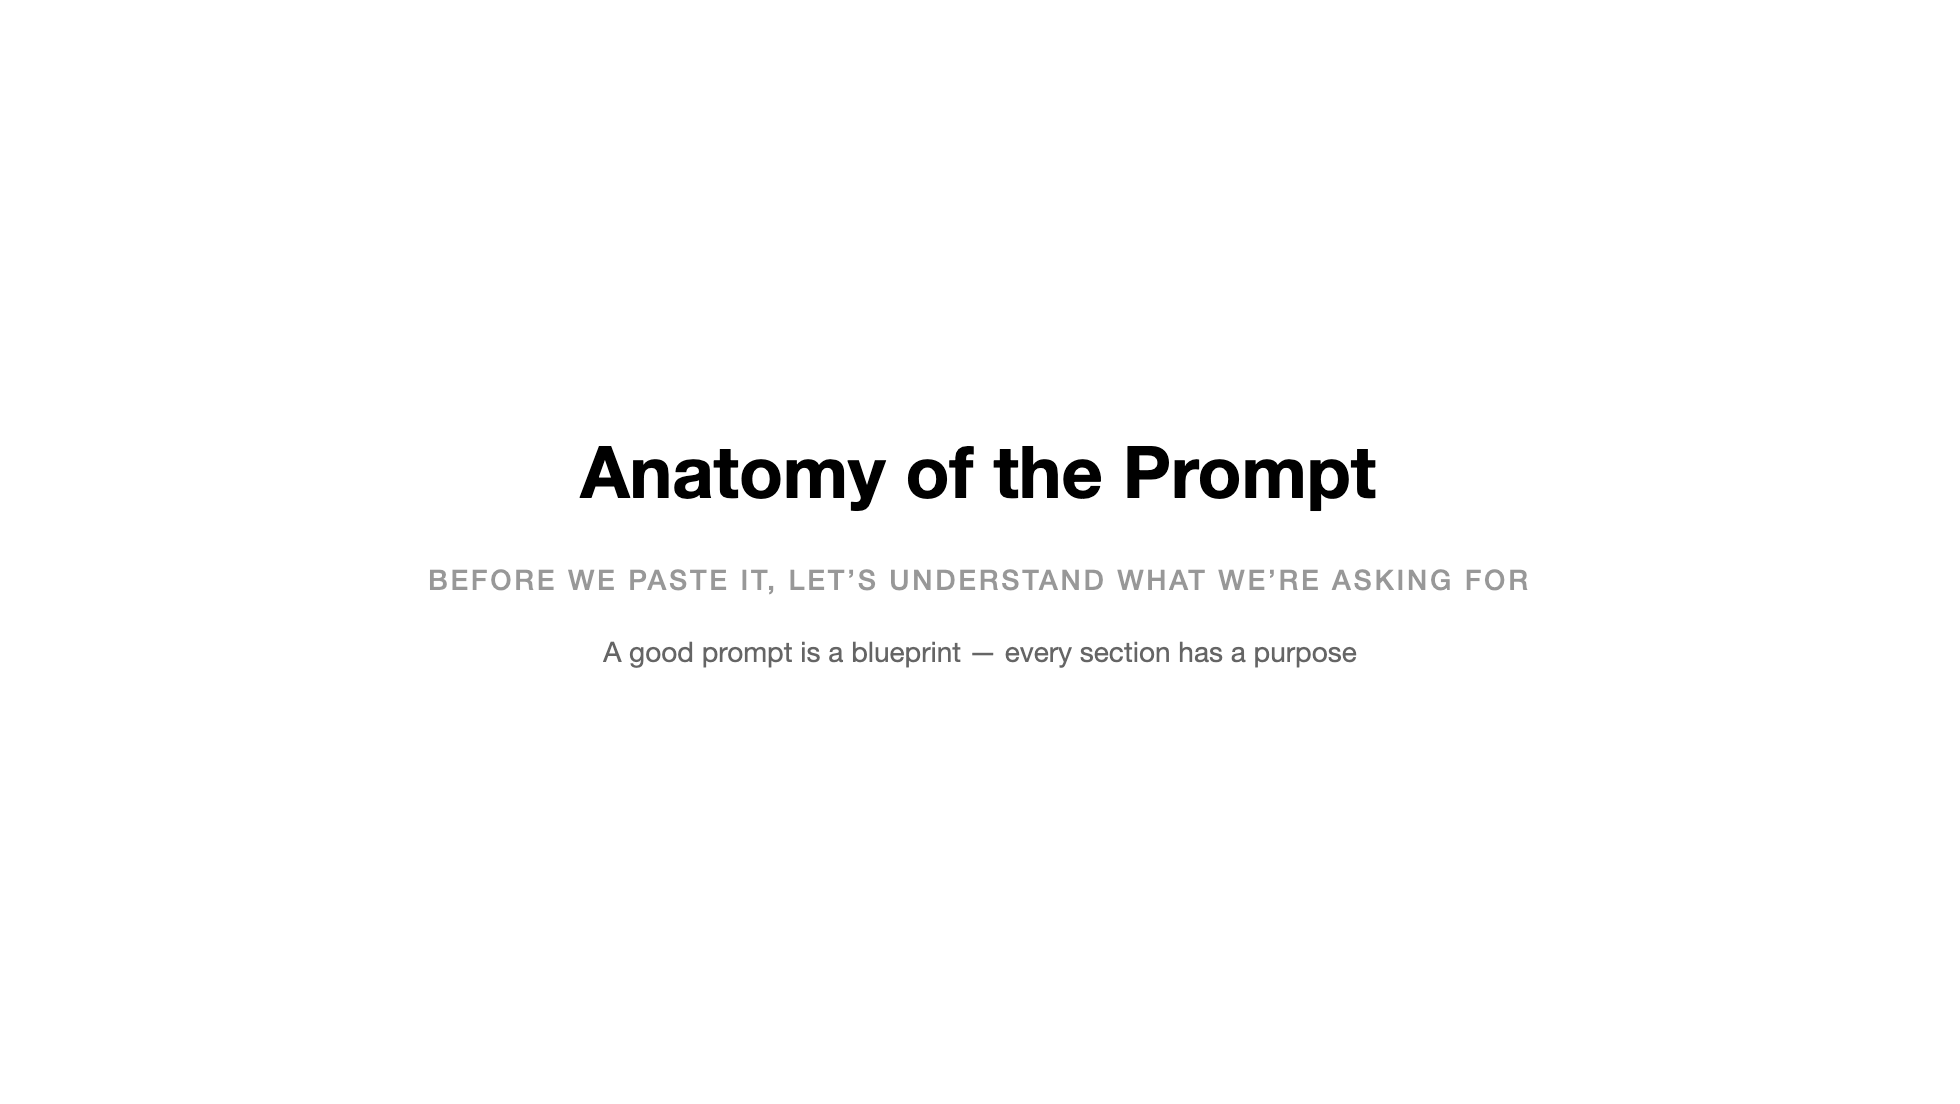 Anatomy of the Prompt
BEFORE WE PASTE IT, LET’S UNDERSTAND WHAT WE’RE ASKING FOR
A good prompt is a blueprint — every section has a purpose